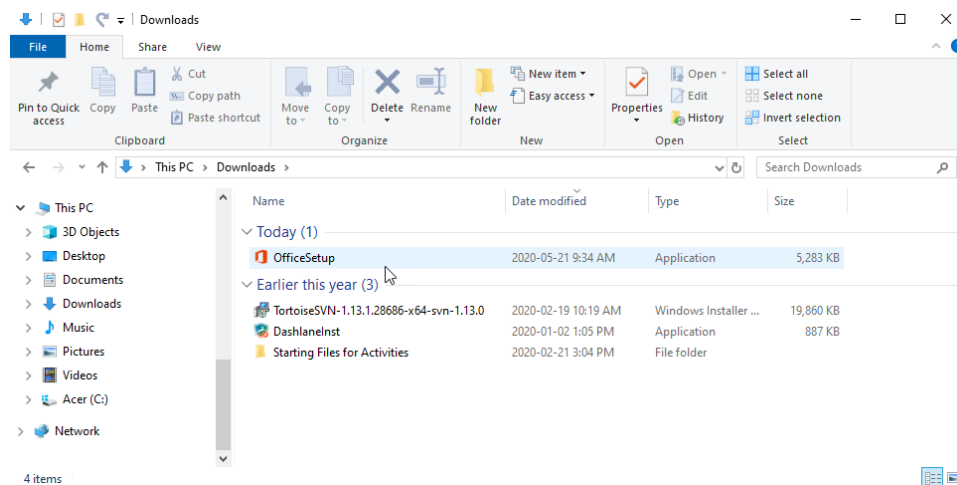 Downloads
File Home Share View
Pin to Quick access
Copy
Paste
Cut
Copy path
Paste shortcut
Clipboard
Move to
Copy to
Delete
Rename
Organize
New folder
New item
Easy access
New
Properties
Open
Edit
History
Open
Select all
Select none
Invert selection
Select
This PC > Downloads >
Search Downloads
This PC
3D Objects
Desktop
Documents
Downloads
Music
Pictures
Videos
Acer (C:)
Network
Name Date modified Type Size
Today (1)
OfficeSetup 2020-05-21 9:34 AM Application 5,283 KB
Earlier this year (3)
TortoiseSVN-1.13.1.28686-x64-svn-1.13.0 2020-02-19 10:19 AM Windows Installer ... 19,860 KB
DashlaneInst 2020-01-02 1:05 PM Application 887 KB
Starting Files for Activities 2020-02-21 3:04 PM File folder
4 items